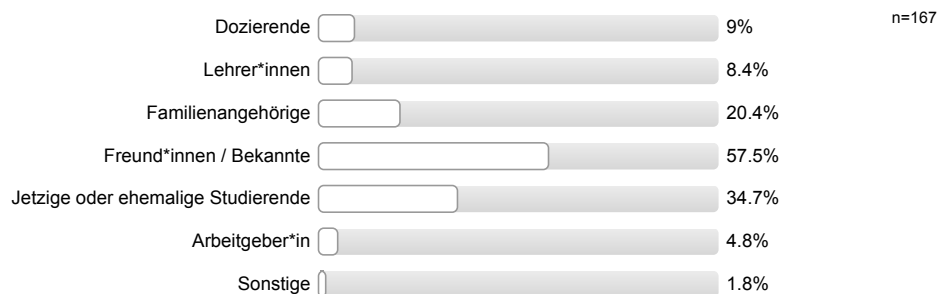 Dozierende 9% n=167
Lehrer*innen 8.4%
Familienangehörige 20.4%
Freund*innen / Bekannte 57.5%
Jetzige oder ehemalige Studierende 34.7%
Arbeitgeber*in 4.8%
Sonstige 1.8%